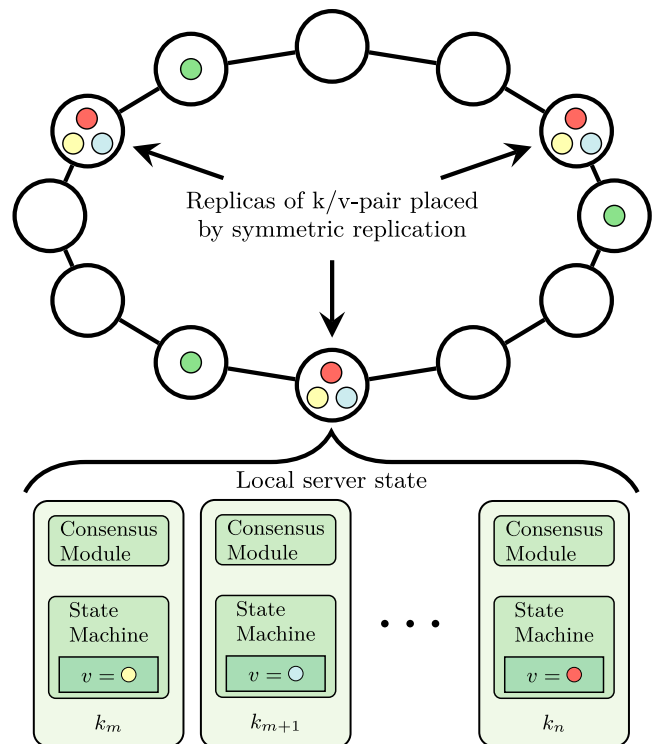 Replicas of k/v-pair placed
by symmetric replication
Local server state
Consensus
Module
State
Machine
v =
k_m
Consensus
Module
State
Machine
v =
k_{m+1}
. . .
Consensus
Module
State
Machine
v =
k_n